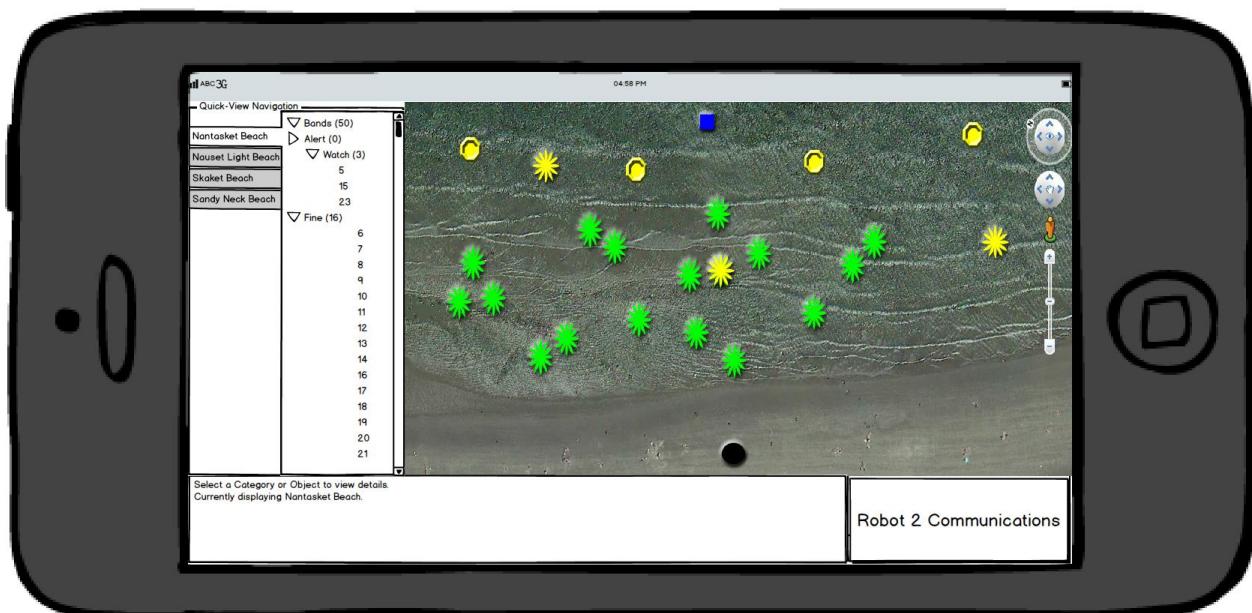 ABC 3G
04:58 PM
Quick-View Navigation
Nantasket Beach
Nauset Light Beach
Skaket Beach
Sandy Neck Beach
Bands (50)
Alert (0)
Watch (3)
5
15
23
Fine (16)
6
7
8
9
10
11
12
13
14
16
17
18
19
20
21
Select a Category or Object to view details.
Currently displaying Nantasket Beach.
Robot 2 Communications